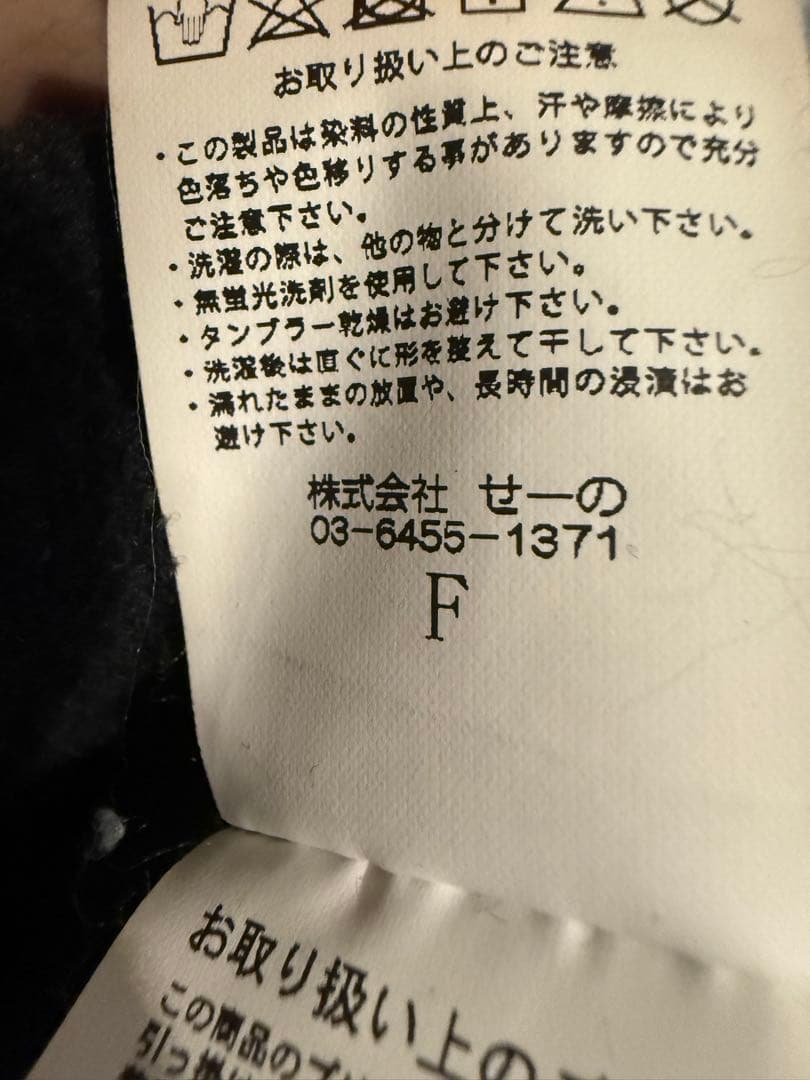 お取り扱い上のご注意
・この製品は染料の性質上、汗や摩擦により
色落ちや色移りする事がありますので充分
ご注意下さい。
・洗濯の際は、他の物と分けて洗い下さい。
・無蛍光洗剤を使用して下さい。
・タンブラー乾燥はお避け下さい。
・洗濯後は直ぐに形を整えて干して下さい。
・濡れたままの放置や、長時間の浸漬はお
避け下さい。
株式会社 せーの
03-6455-1371
F
お取り扱い上の
この商品のプ
引っ掛け